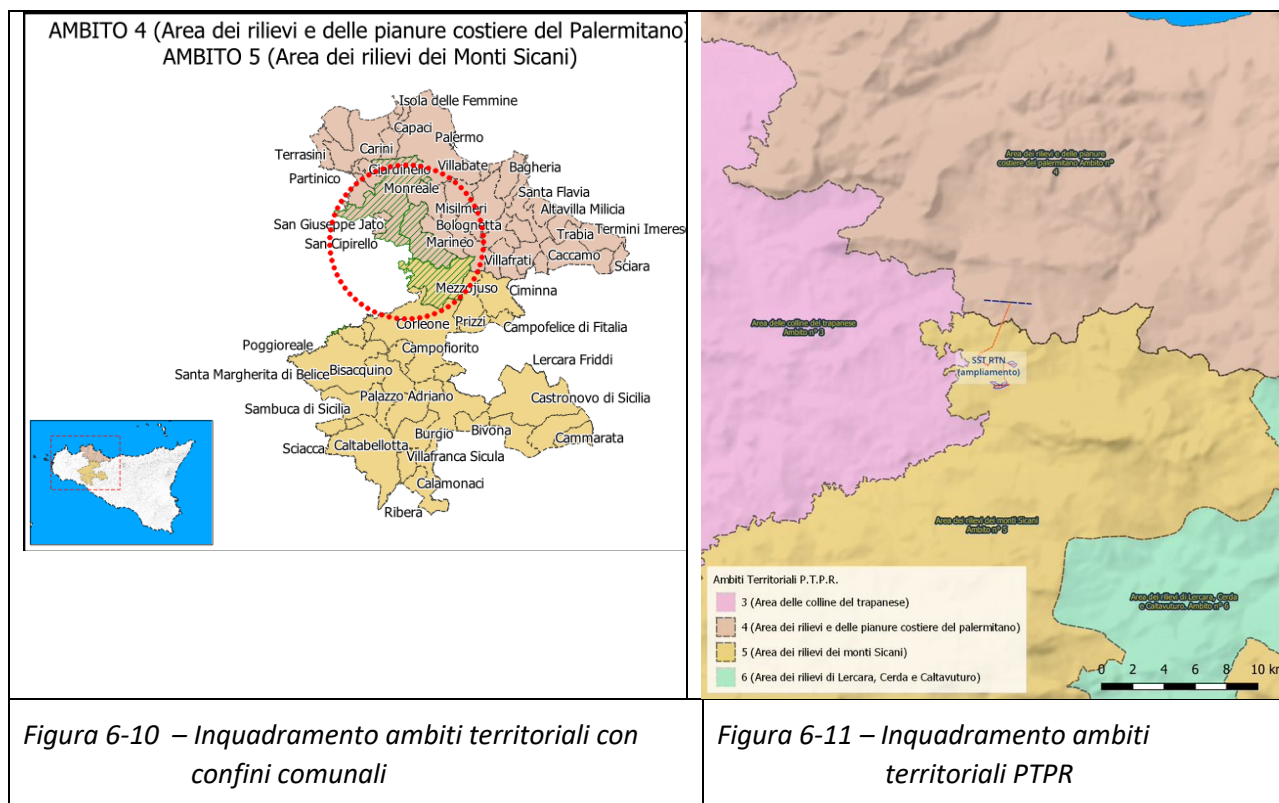 AMBITO 4 (Area dei rilievi e delle pianure costiere del Palermitano)
AMBITO 5 (Area dei rilievi dei Monti Sicani)
Isola delle Femmine
Capaci
Palermo
Carini
Terrasini
Giardinello
Villabate
Bagheria
Partinico
Monreale
Santa Flavia
Misilmeri
Altavilla Milicia
San Giuseppe Jato
Bolognetta
Trabia
Termini Imerese
San Cipirello
Marineo
Villafrati
Caccamo
Sciara
Mezzojuso
Ciminna
Corleone
Prizzi
Campofelice di Fitalia
Poggioreale
Campofiorito
Lercara Friddi
Santa Margherita di Belice
Bisacquino
Palazzo Adriano
Castronovo di Sicilia
Sambuca di Sicilia
Burgio
Bivona
Sciacca
Caltabellotta
Cammarata
Villafranca Sicula
Calamonaci
Ribera
Area dei rilievi e delle pianure
costiere del palermitano Ambito n°
4
Area delle colline del trapanese
Ambito n° 3
SST RTN
(ampliamento)
Area dei rilievi dei monti Sicani
Ambito n° 5
Area dei rilievi di Lercara, Cerda
e Caltavuturo. Ambito n° 6
Ambiti Territoriali P.T.P.R.
3 (Area delle colline del trapanese)
4 (Area dei rilievi e delle pianure costiere del palermitano)
5 (Area dei rilievi dei monti Sicani)
6 (Area dei rilievi di Lercara, Cerda e Caltavuturo)
0 2 4 6 8 10 km
Figura 6-10 – Inquadramento ambiti territoriali con
confini comunali
Figura 6-11 – Inquadramento ambiti
territoriali PTPR